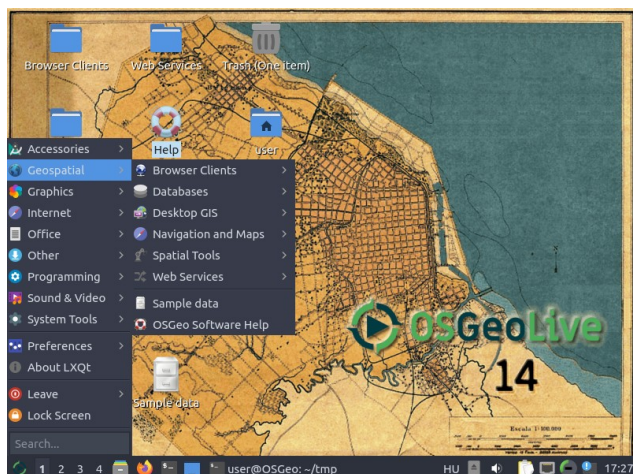 Browser Clients
Web Services
Trash (One item)
Help
user
Accessories
Geospatial
Graphics
Internet
Office
Other
Programming
Sound & Video
System Tools
Preferences
About LXQt
Leave
Lock Screen
Search...
Browser Clients
Databases
Desktop GIS
Navigation and Maps
Spatial Tools
Web Services
Sample data
OSGeo Software Help
OSGeoLive
14
Sample data
Escala 1:100.000
1 2 3 4
user@OSGeo: ~/tmp
HU
17:27